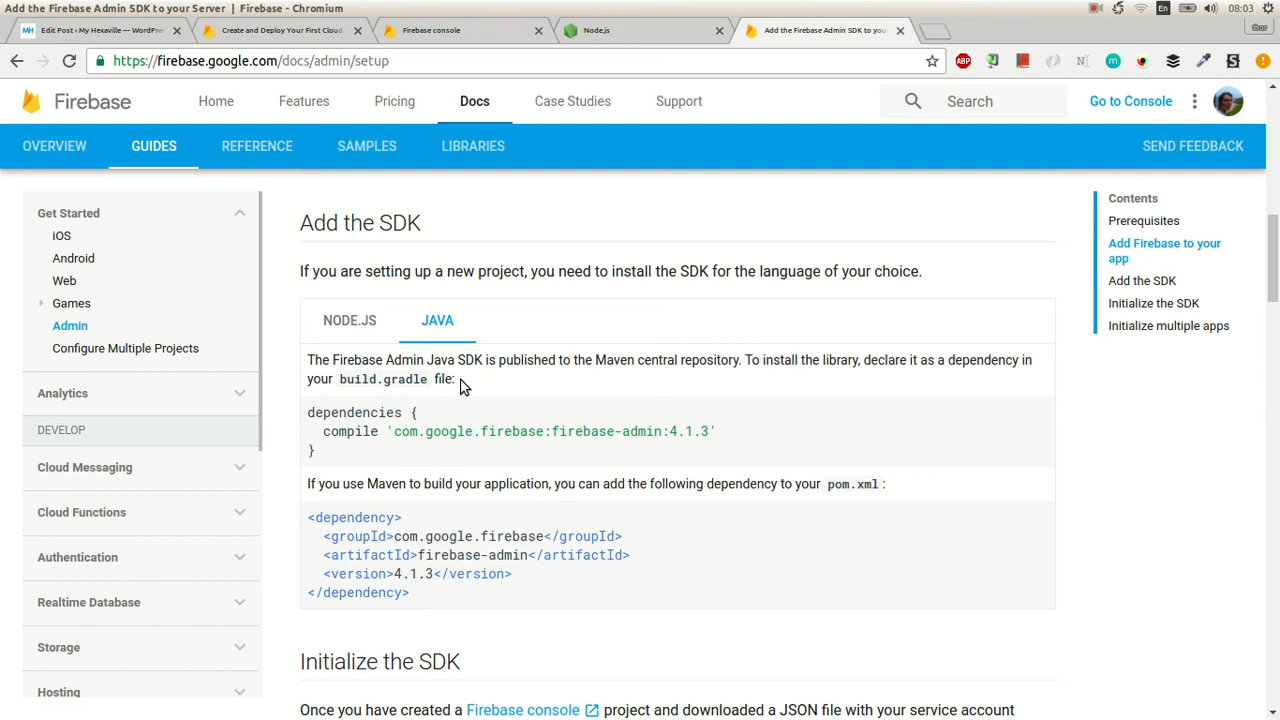 Add the Firebase Admin SDK to your Server | Firebase - Chromium
En
08:03
MH Edit Post ‹ My Hexaville — WordPre
Create and Deploy Your First Cloud
Firebase console
Node.js
Add the Firebase Admin SDK to you
https://firebase.google.com/docs/admin/setup
ABP
Firebase
Home
Features
Pricing
Docs
Case Studies
Support
Search
Go to Console
OVERVIEW
GUIDES
REFERENCE
SAMPLES
LIBRARIES
SEND FEEDBACK
Get Started
iOS
Android
Web
Games
Admin
Configure Multiple Projects
Analytics
DEVELOP
Cloud Messaging
Cloud Functions
Authentication
Realtime Database
Storage
Hosting
Add the SDK
If you are setting up a new project, you need to install the SDK for the language of your choice.
NODE.JS
JAVA
The Firebase Admin Java SDK is published to the Maven central repository. To install the library, declare it as a dependency in
your build.gradle file:
dependencies {
compile 'com.google.firebase:firebase-admin:4.1.3'
}
If you use Maven to build your application, you can add the following dependency to your pom.xml :
<dependency>
<groupId>com.google.firebase</groupId>
<artifactId>firebase-admin</artifactId>
<version>4.1.3</version>
</dependency>
Initialize the SDK
Once you have created a Firebase console project and downloaded a JSON file with your service account
Contents
Prerequisites
Add Firebase to your
app
Add the SDK
Initialize the SDK
Initialize multiple apps